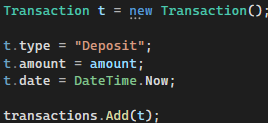 Transaction t = new Transaction();
t.type = "Deposit";
t.amount = amount;
t.date = DateTime.Now;
transactions.Add(t);